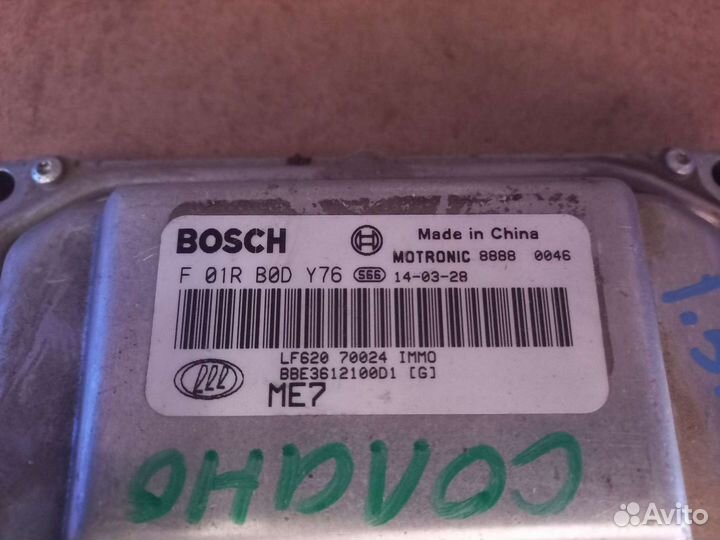 BOSCH Made in China
MOTRONIC 8888 0046
F 01R B0D Y76 566 14-03-28
LF620 70024 IMMO
BBE3612100D1 [G]
ME7
СОЛАНО
Avito